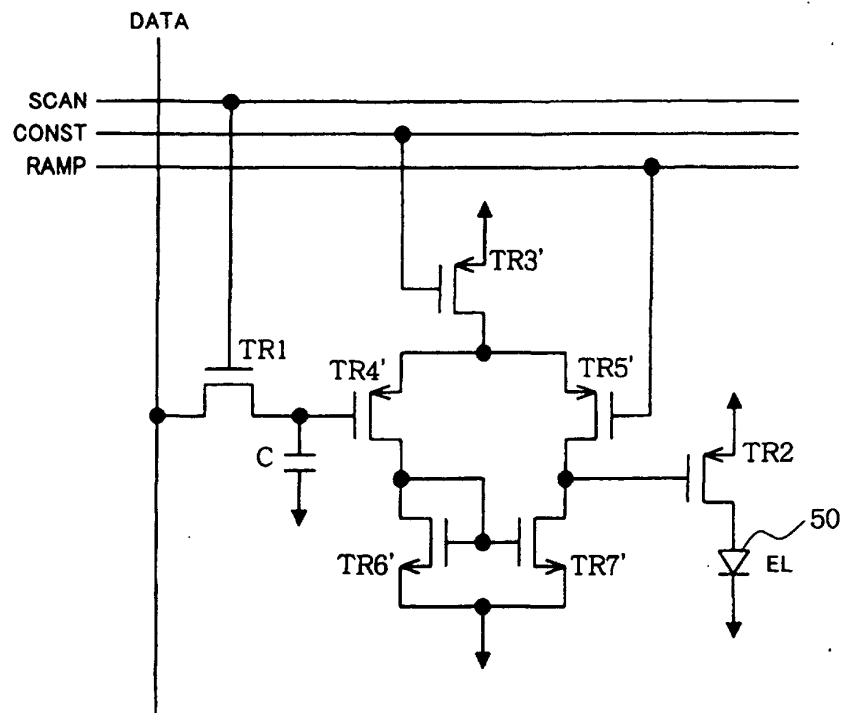 DATA
SCAN
CONST
RAMP
TR3'
TR1
TR4'
TR5'
C
TR2
50
TR6'
TR7'
EL